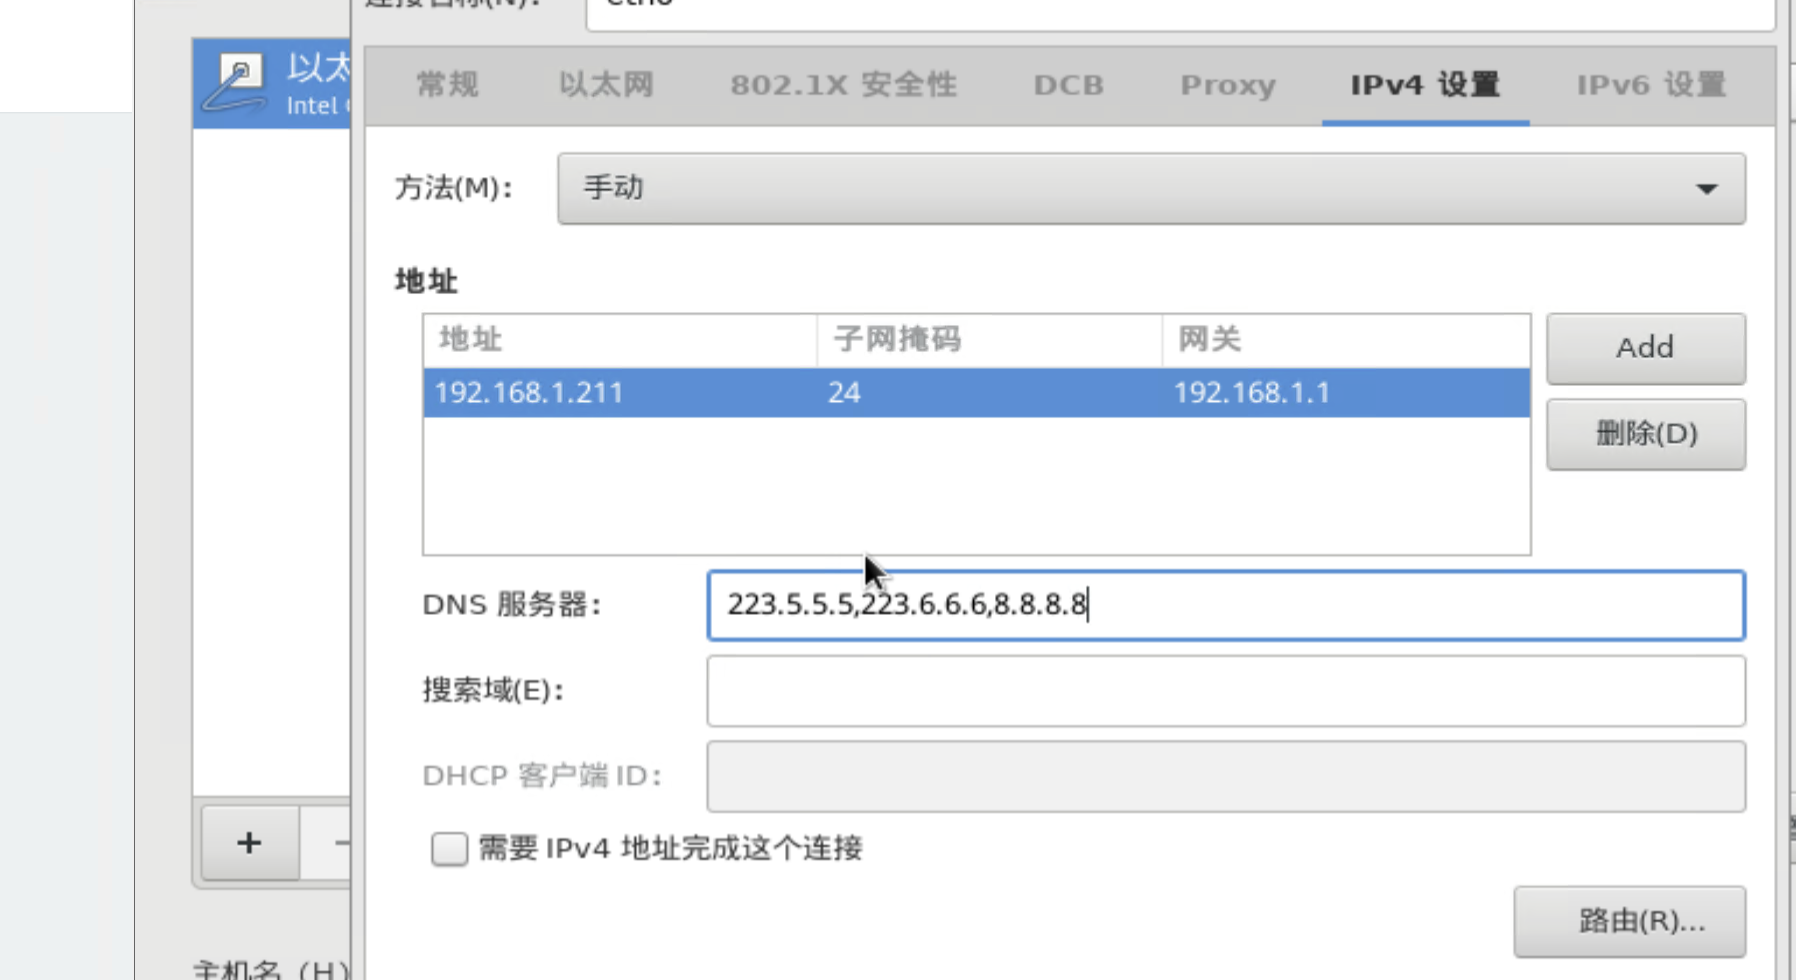 以太
Intel
常规 以太网 802.1X 安全性 DCB Proxy IPv4 设置 IPv6 设置
方法(M)： 手动
地址
地址 子网掩码 网关
192.168.1.211 24 192.168.1.1
Add
删除(D)
DNS 服务器： 223.5.5.5,223.6.6.6,8.8.8.8
搜索域(E)：
DHCP 客户端 ID：
需要 IPv4 地址完成这个连接
路由(R)...
主机名（H）